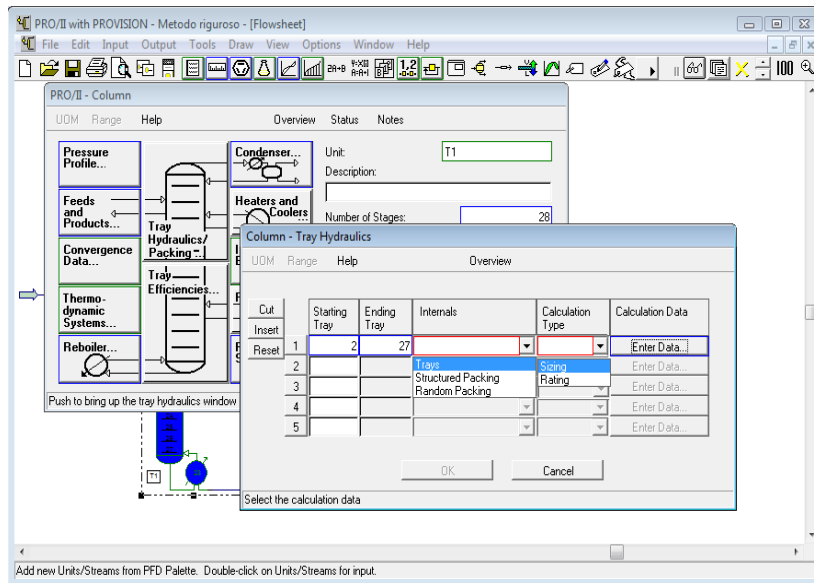 PRO/II with PROVISION - Metodo riguroso - [Flowsheet]
File Edit Input Output Tools Draw View Options Window Help
100
PRO/II - Column
UOM Range Help Overview Status Notes
Pressure
Profile...
Condenser...
Unit: T1
Description:
Feeds
and
Products...
Tray
Hydraulics/
Packing...
Heaters and
Coolers
Number of Stages: 28
Convergence
Data...
Tray
Efficiencies...
Thermo-
dynamic
Systems...
Reboiler...
Push to bring up the tray hydraulics window
Column - Tray Hydraulics
UOM Range Help Overview
Cut
Insert
Reset
Starting
Tray
Ending
Tray
Internals
Calculation
Type
Calculation Data
1 2 27 Enter Data...
2 Trays Sizing Enter Data...
Structured Packing Rating
3 Random Packing Enter Data...
4 Enter Data...
5 Enter Data...
OK Cancel
Select the calculation data
T1
Add new Units/Streams from PFD Palette. Double-click on Units/Streams for input.